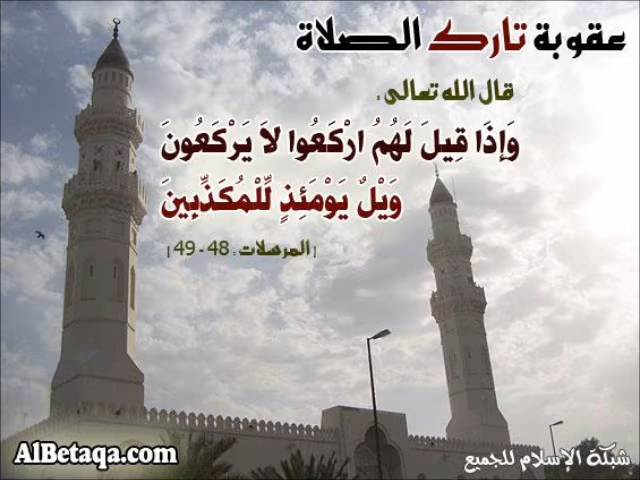 عقوبة تارك الصلاة
قال الله تعالى :
وَإِذَا قِيلَ لَهُمُ ارْكَعُوا لاَ يَرْكَعُونَ
وَيْلٌ يَوْمَئِذٍ لِّلْمُكَذِّبِينَ
[ المرسلات : 48 - 49 ]
AlBetaqa.com
شبكة الإسلام للجميع